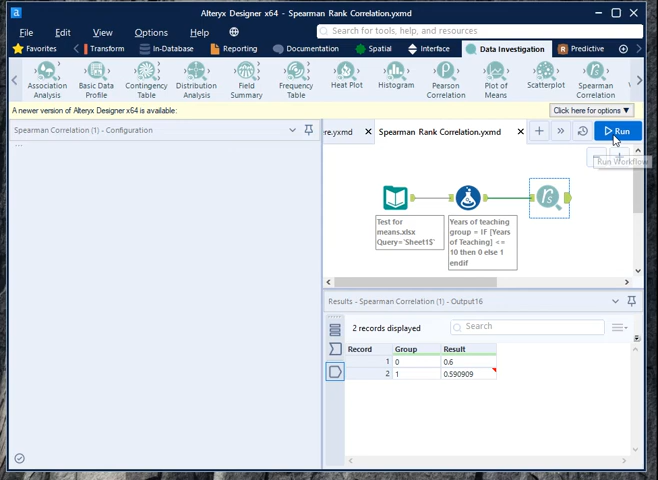 Alteryx Designer x64 - Spearman Rank Correlation.yxmd
File Edit View Options Help
Search for tools, help, and resources
Favorites Transform In-Database Reporting Documentation Spatial Interface Data Investigation Predictive
Association Analysis
Basic Data Profile
Contingency Table
Distribution Analysis
Field Summary
Frequency Table
Heat Plot
Histogram
Pearson Correlation
Plot of Means
Scatterplot
Spearman Correlation
A newer version of Alteryx Designer x64 is available:
Click here for options ▼
Spearman Correlation (1) - Configuration
...
re.yxmd
Spearman Rank Correlation.yxmd
Run
Run Workflow
Test for
means.xlsx
Query=`Sheet1$`
Years of teaching
group = IF [Years
of Teaching] <=
10 then 0 else 1
endif
Results - Spearman Correlation (1) - Output16
2 records displayed
Search
Record Group Result
1 0 0.6
2 1 0.590909